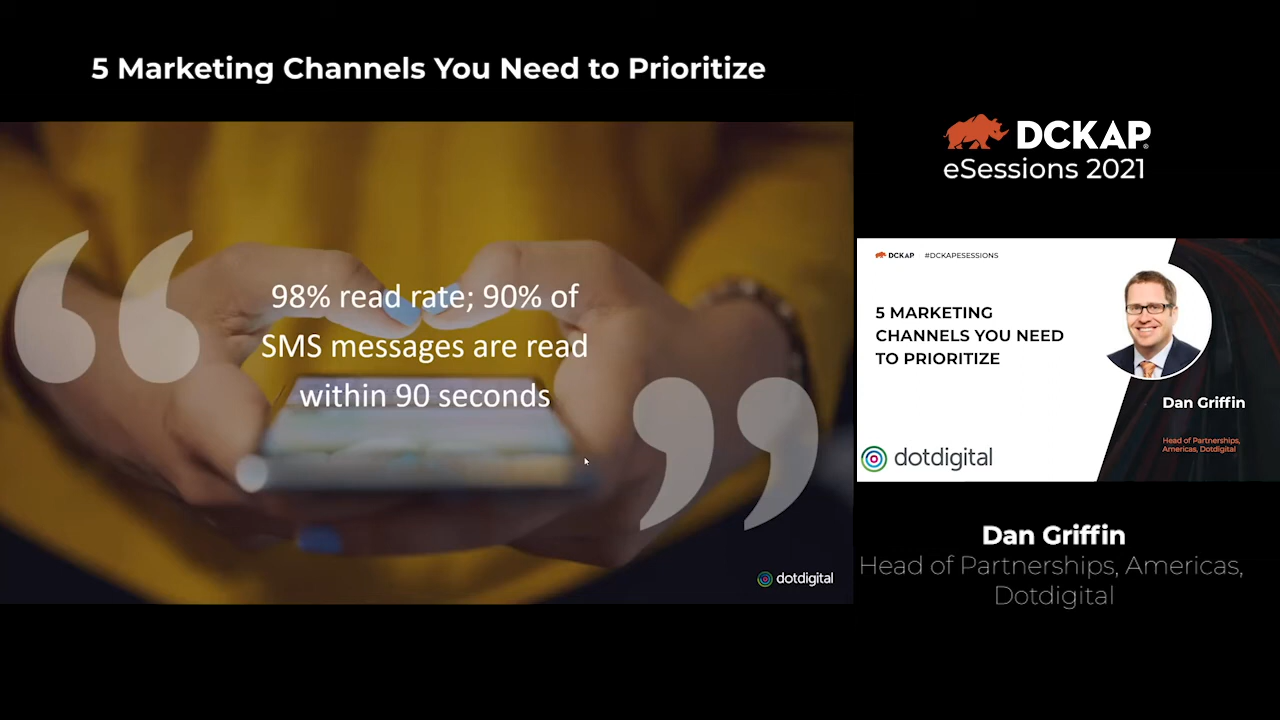 5 Marketing Channels You Need to Prioritize
98% read rate; 90% of
SMS messages are read
within 90 seconds
dotdigital
DCKAP
eSessions 2021
DCKAP #DCKAPESESSIONS
5 MARKETING
CHANNELS YOU NEED
TO PRIORITIZE
Dan Griffin
Head of Partnerships,
Americas, Dotdigital
dotdigital
Dan Griffin
Head of Partnerships, Americas,
Dotdigital